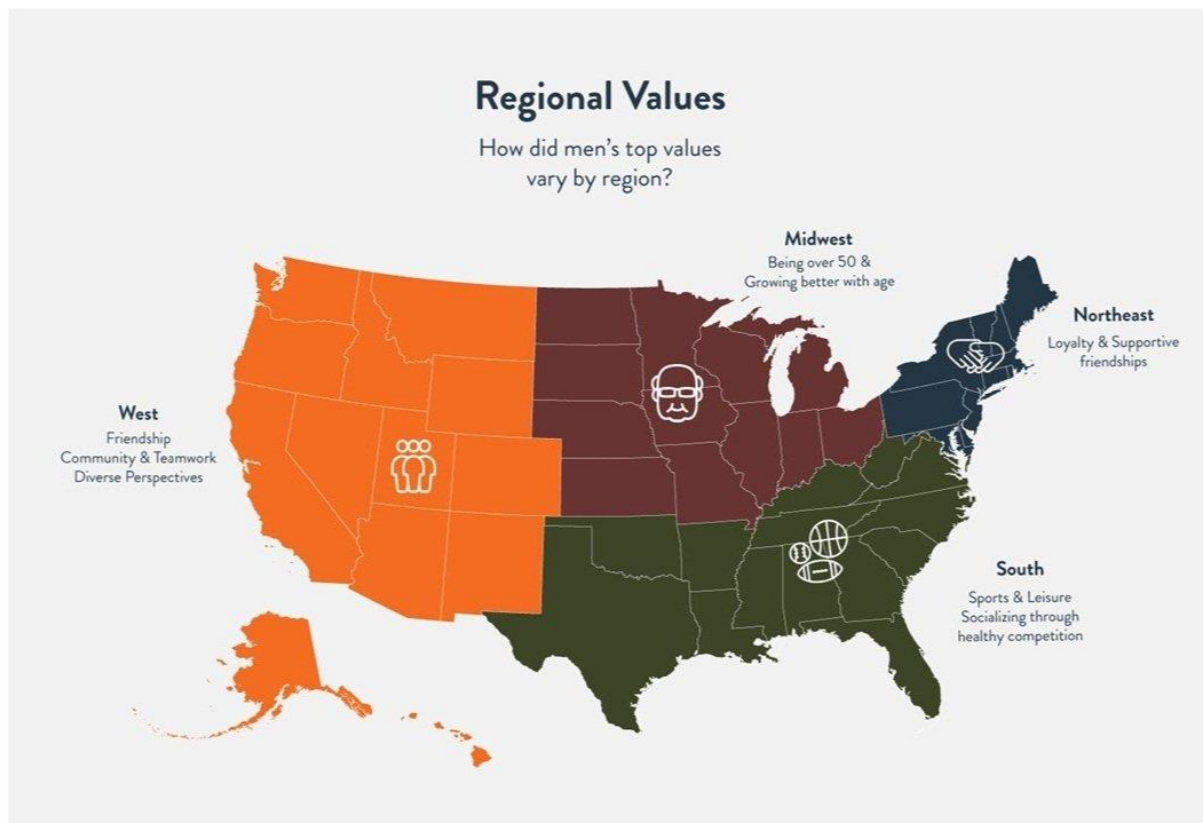 Regional Values
How did men's top values
vary by region?
Midwest
Being over 50 &
Growing better with age
Northeast
Loyalty & Supportive
friendships
West
Friendship
Community & Teamwork
Diverse Perspectives
South
Sports & Leisure
Socializing through
healthy competition